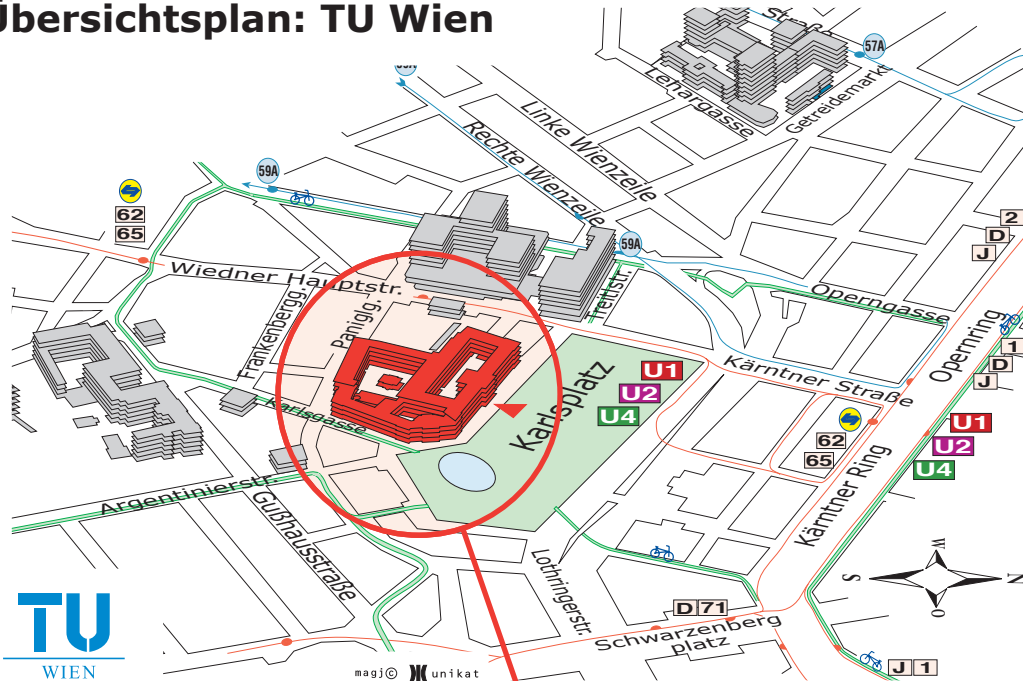 Übersichtsplan: TU Wien
Straße
57A
Lehargasse
Getreidemarkt
Linke Wienzeile
Rechte Wienzeile
59A
59A
62
65
2
D
J
Wiedner Hauptstr.
Treitlstr.
Operngasse
Frankenbergg.
Paniglg.
Opernring
1
D
J
Karlsplatz
U1
U2
U4
Kärntner Straße
Karlsgasse
62
65
U1
U2
U4
Argentinierstr.
Gußhausstraße
Kärntner Ring
Lothringerstr.
W
S
N
O
D 71
Schwarzenberg
platz
J 1
TU
WIEN
magj© unikat